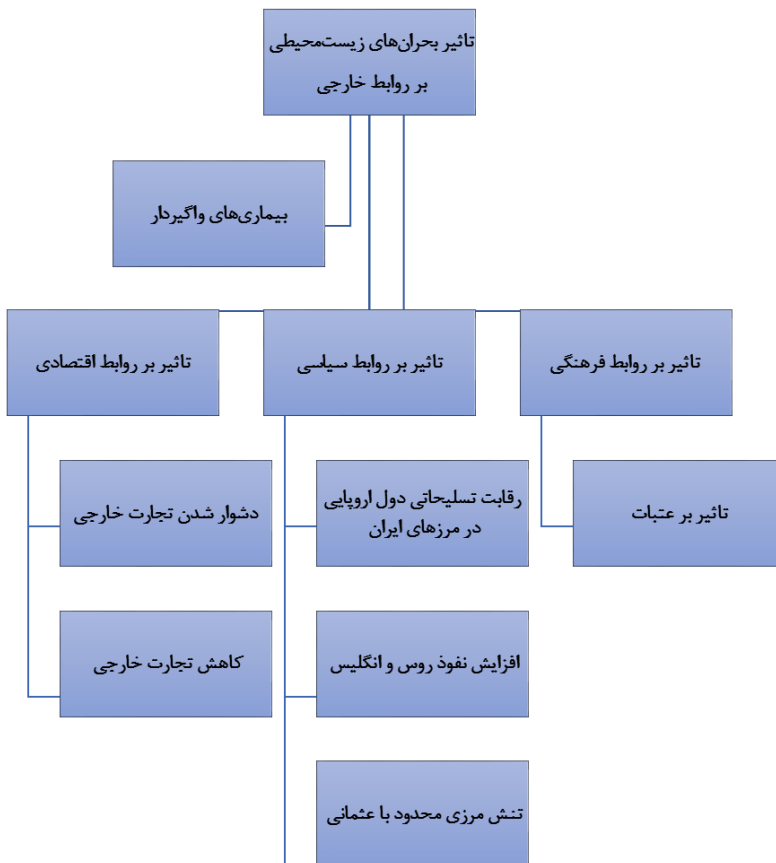 تاثیر بحران‌های زیست‌محیطی
بر روابط خارجی
بیماری‌های واگیردار
تاثیر بر روابط فرهنگی
تاثیر بر روابط سیاسی
تاثیر بر روابط اقتصادی
تاثیر بر عتبات
رقابت تسلیحاتی دول اروپایی
در مرزهای ایران
دشوار شدن تجارت خارجی
افزایش نفوذ روس و انگلیس
کاهش تجارت خارجی
تنش مرزی محدود با عثمانی